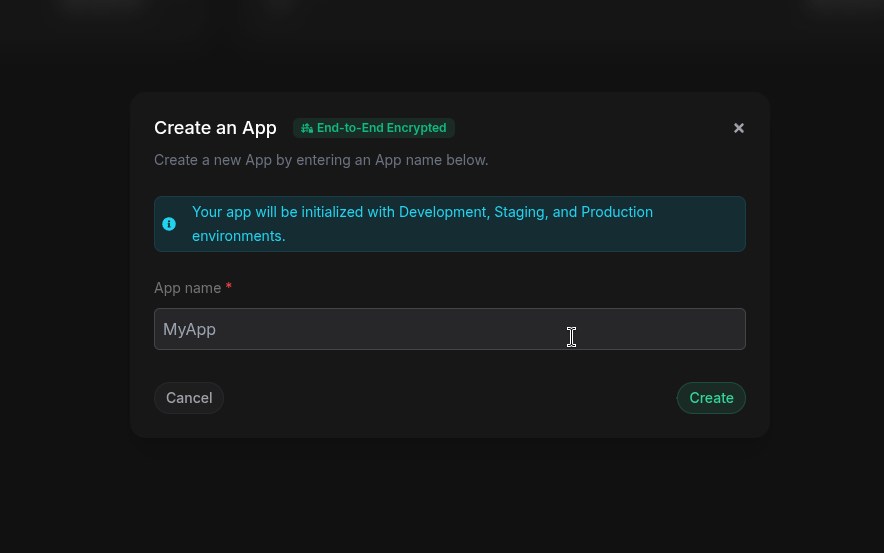 Create an App
End-to-End Encrypted
Create a new App by entering an App name below.
Your app will be initialized with Development, Staging, and Production
environments.
App name *
MyApp
Cancel
Create